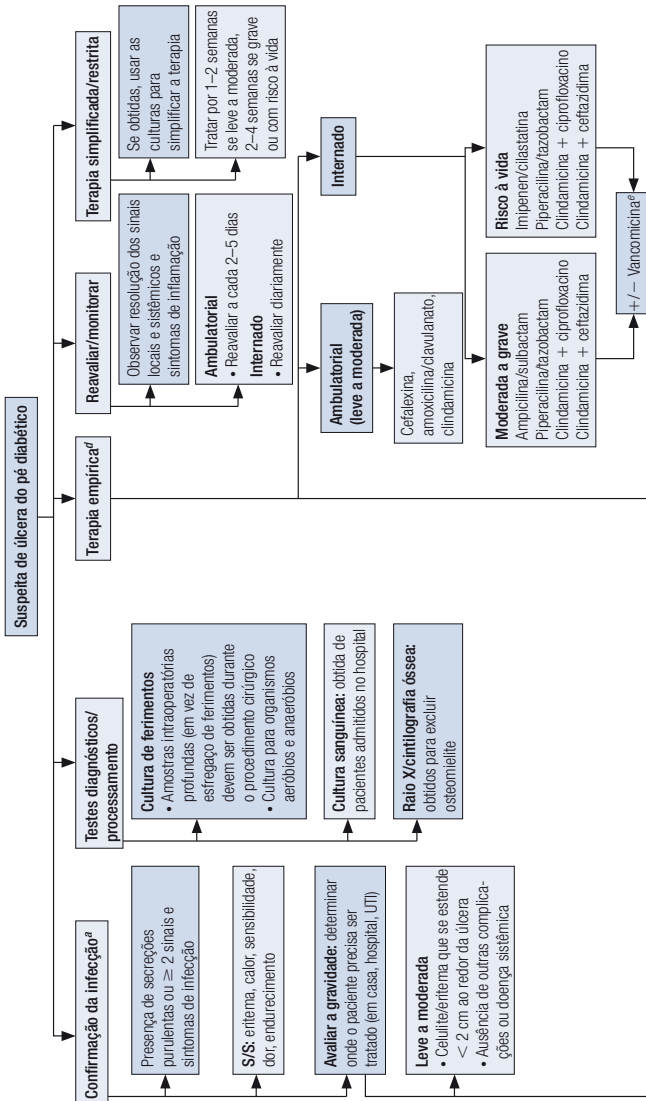 Suspeita de úlcera do pé diabético
Confirmação da infecçãoᵃ
Presença de secreções
purulentas ou ≥ 2 sinais e
sintomas de infecção
S/S: eritema, calor, sensibilidade,
dor, endurecimento
Avaliar a gravidade: determinar
onde o paciente precisa ser
tratado (em casa, hospital, UTI)
Leve a moderada
• Celulite/eritema que se estende
< 2 cm ao redor da úlcera
• Ausência de outras complica-
ções ou doença sistêmica
Testes diagnósticos/
processamento
Cultura de ferimentos
• Amostras intraoperatórias
profundas (em vez de
esfregaço de ferimentos)
devem ser obtidas durante
o procedimento cirúrgico
• Cultura para organismos
aeróbios e anaeróbios
Cultura sanguínea: obtida de
pacientes admitidos no hospital
Raio X/cintilografia óssea:
obtidos para excluir
osteomielite
Terapia empíricaᵈ
Ambulatorial
(leve a moderada)
Cefalexina,
amoxicilina/clavulanato,
clindamicina
Internado
Moderada a grave
Ampicilina/sulbactam
Piperacilina/tazobactam
Clindamicina + ciprofloxacino
Clindamicina + ceftazidima
Risco à vida
Imipenen/cilastatina
Piperacilina/tazobactam
Clindamicina + ciprofloxacino
Clindamicina + ceftazidima
+/− Vancomicinaᵉ
Reavaliar/monitorar
Observar resolução dos sinais
locais e sistêmicos e
sintomas de inflamação
Ambulatorial
• Reavaliar a cada 2–5 dias
Internado
• Reavaliar diariamente
Terapia simplificada/restrita
Se obtidas, usar as
culturas para
simplificar a terapia
Tratar por 1–2 semanas
se leve a moderada,
2–4 semanas se grave
ou com risco à vida